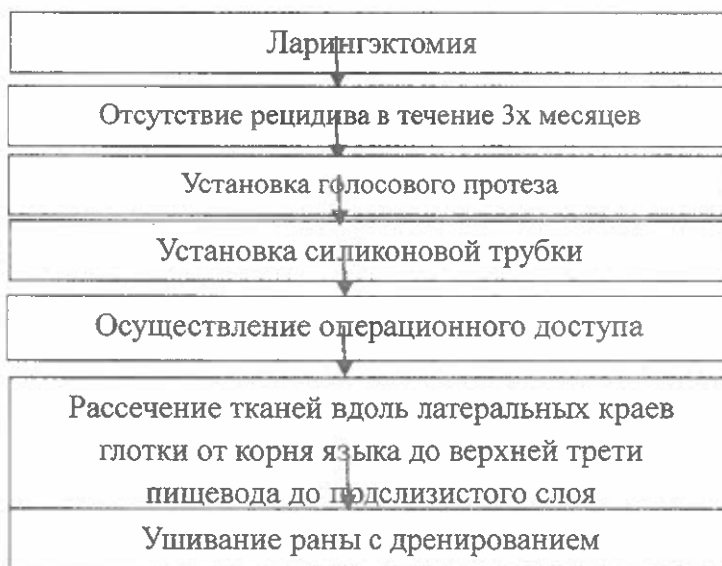 Ларингэктомия
Отсутствие рецидива в течение 3х месяцев
Установка голосового протеза
Установка силиконовой трубки
Осуществление операционного доступа
Рассечение тканей вдоль латеральных краев
глотки от корня языка до верхней трети
пищевода до подслизистого слоя
Ушивание раны с дренированием